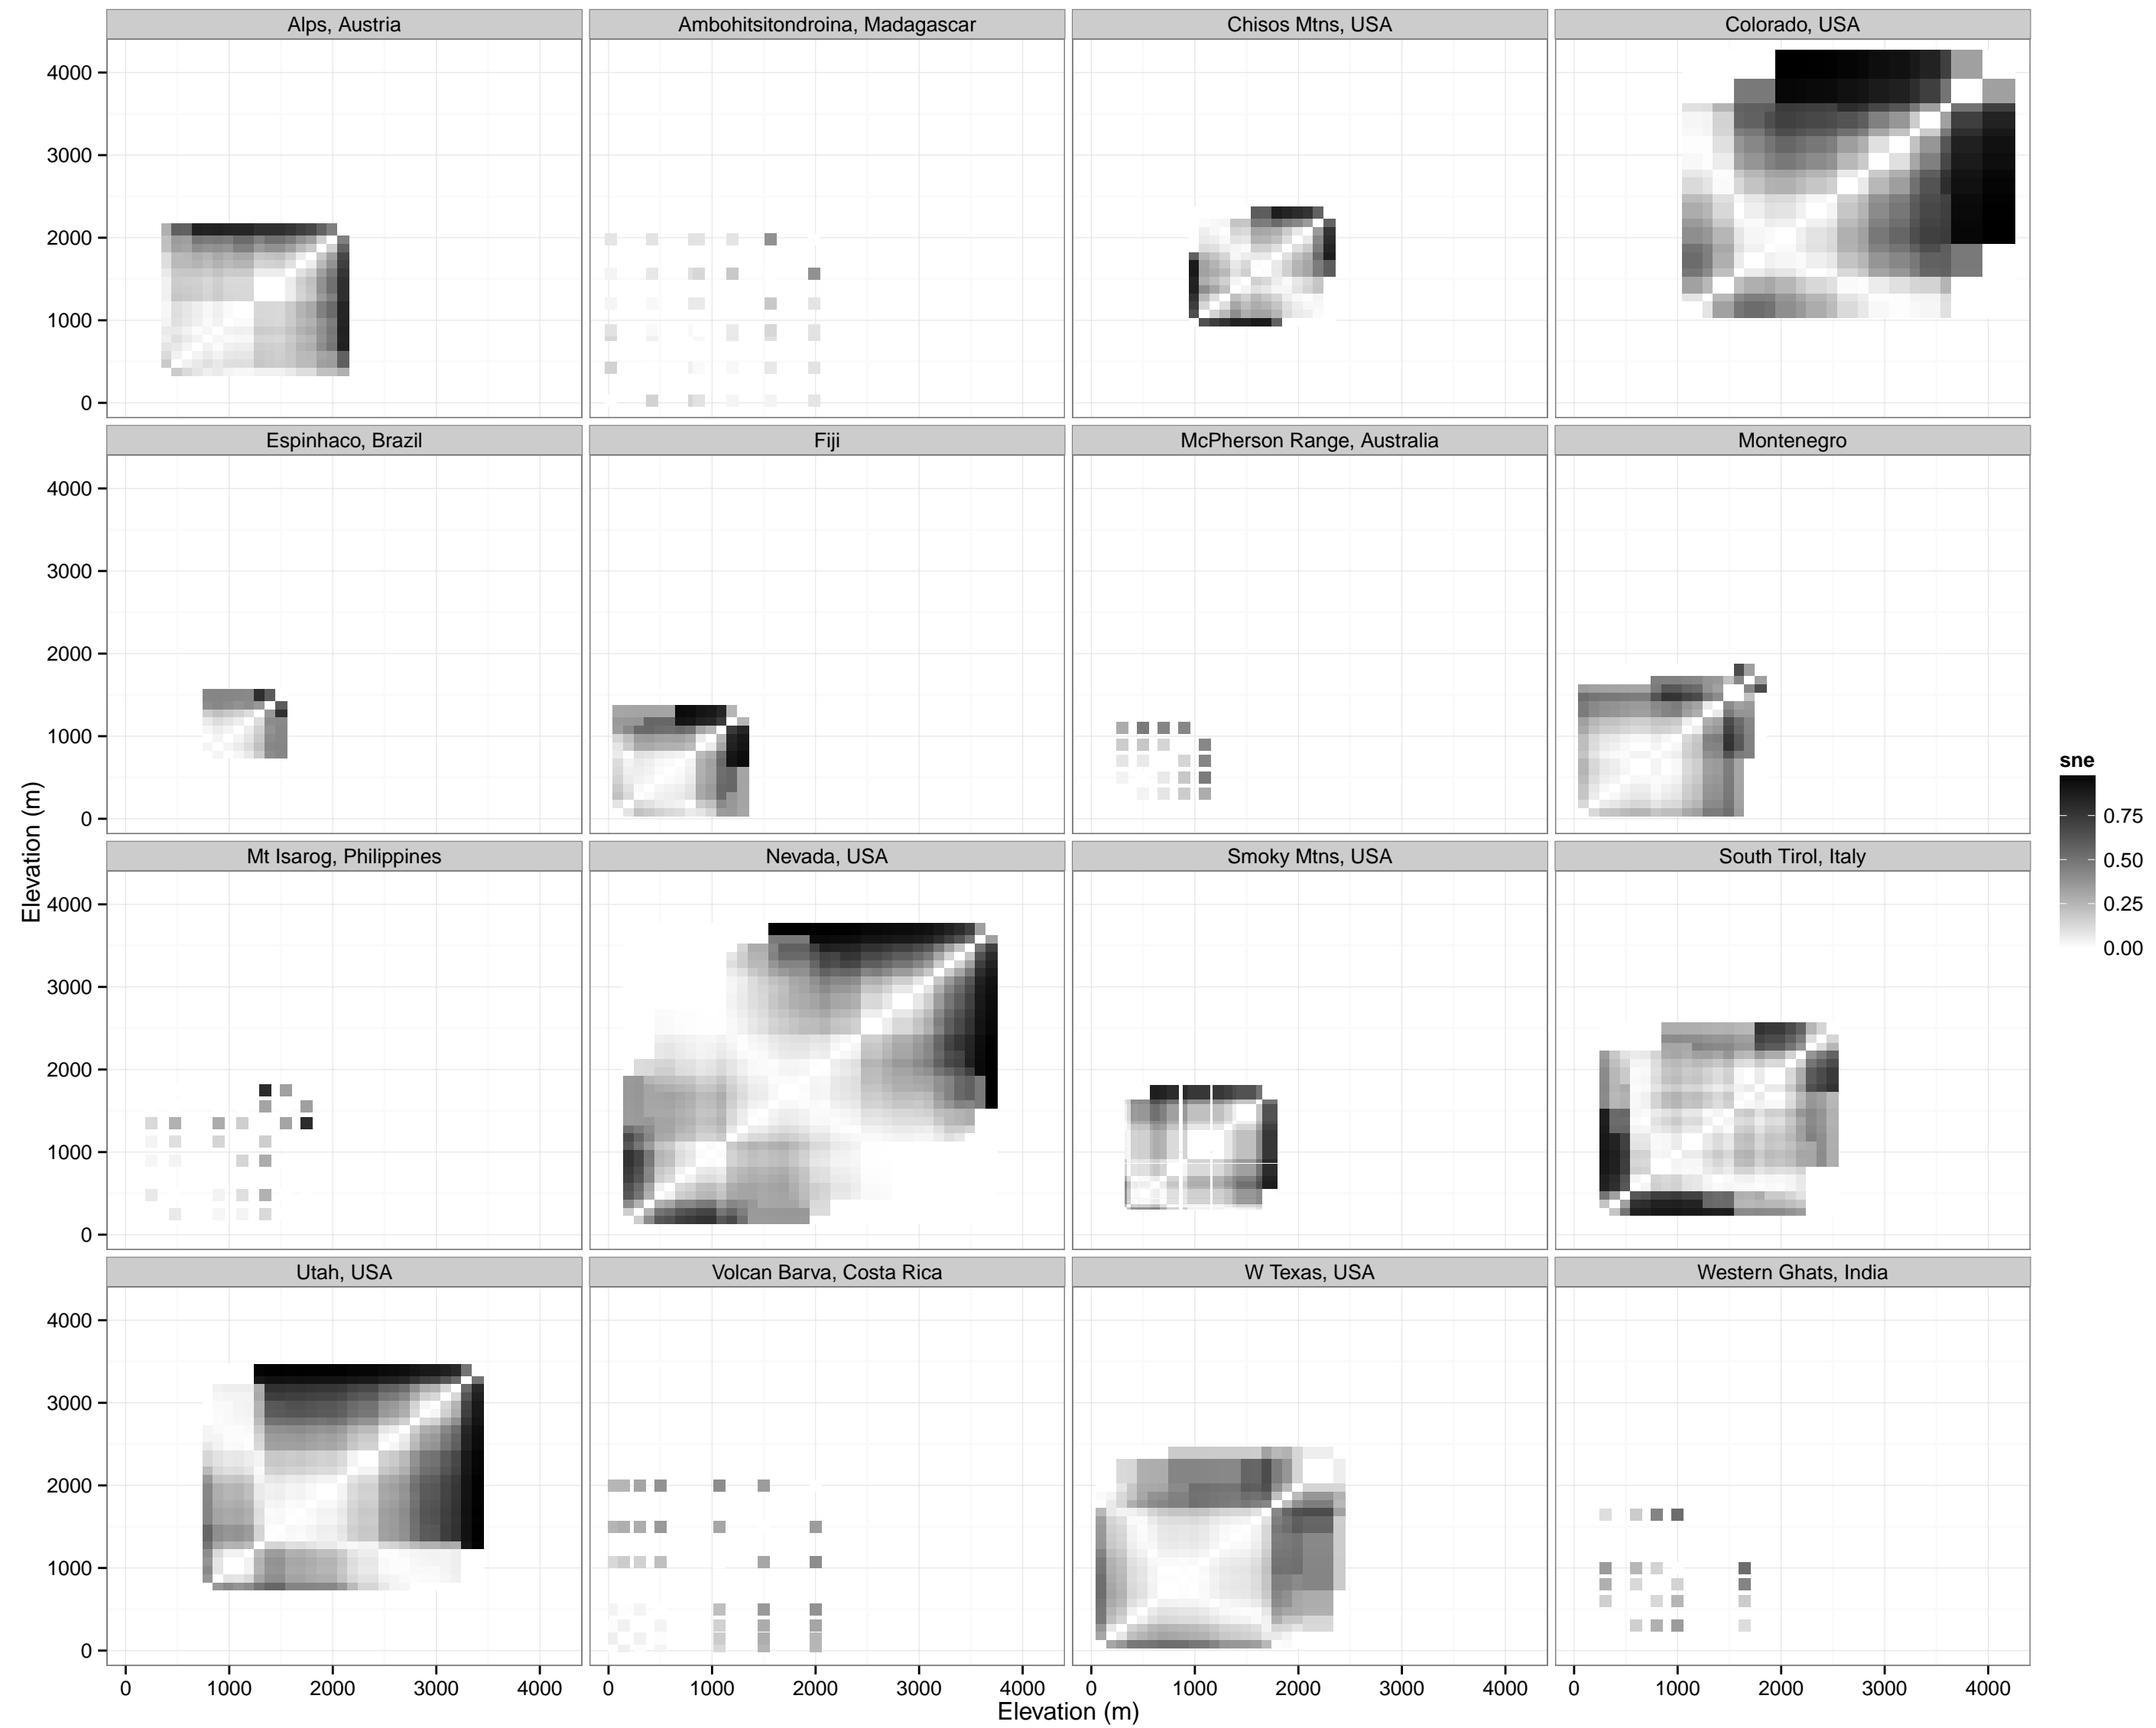 Alps, Austria
Ambohitsitondroina, Madagascar
Chisos Mtns, USA
Colorado, USA
4000
3000
2000
1000
0
Espinhaco, Brazil
Fiji
McPherson Range, Australia
Montenegro
4000
3000
2000
1000
0
Elevation (m)
sne
0.75
0.50
0.25
0.00
Mt Isarog, Philippines
Nevada, USA
Smoky Mtns, USA
South Tirol, Italy
4000
3000
2000
1000
0
Utah, USA
Volcan Barva, Costa Rica
W Texas, USA
Western Ghats, India
4000
3000
2000
1000
0
0 1000 2000 3000 4000 0 1000 2000 3000 4000 0 1000 2000 3000 4000 0 1000 2000 3000 4000
Elevation (m)